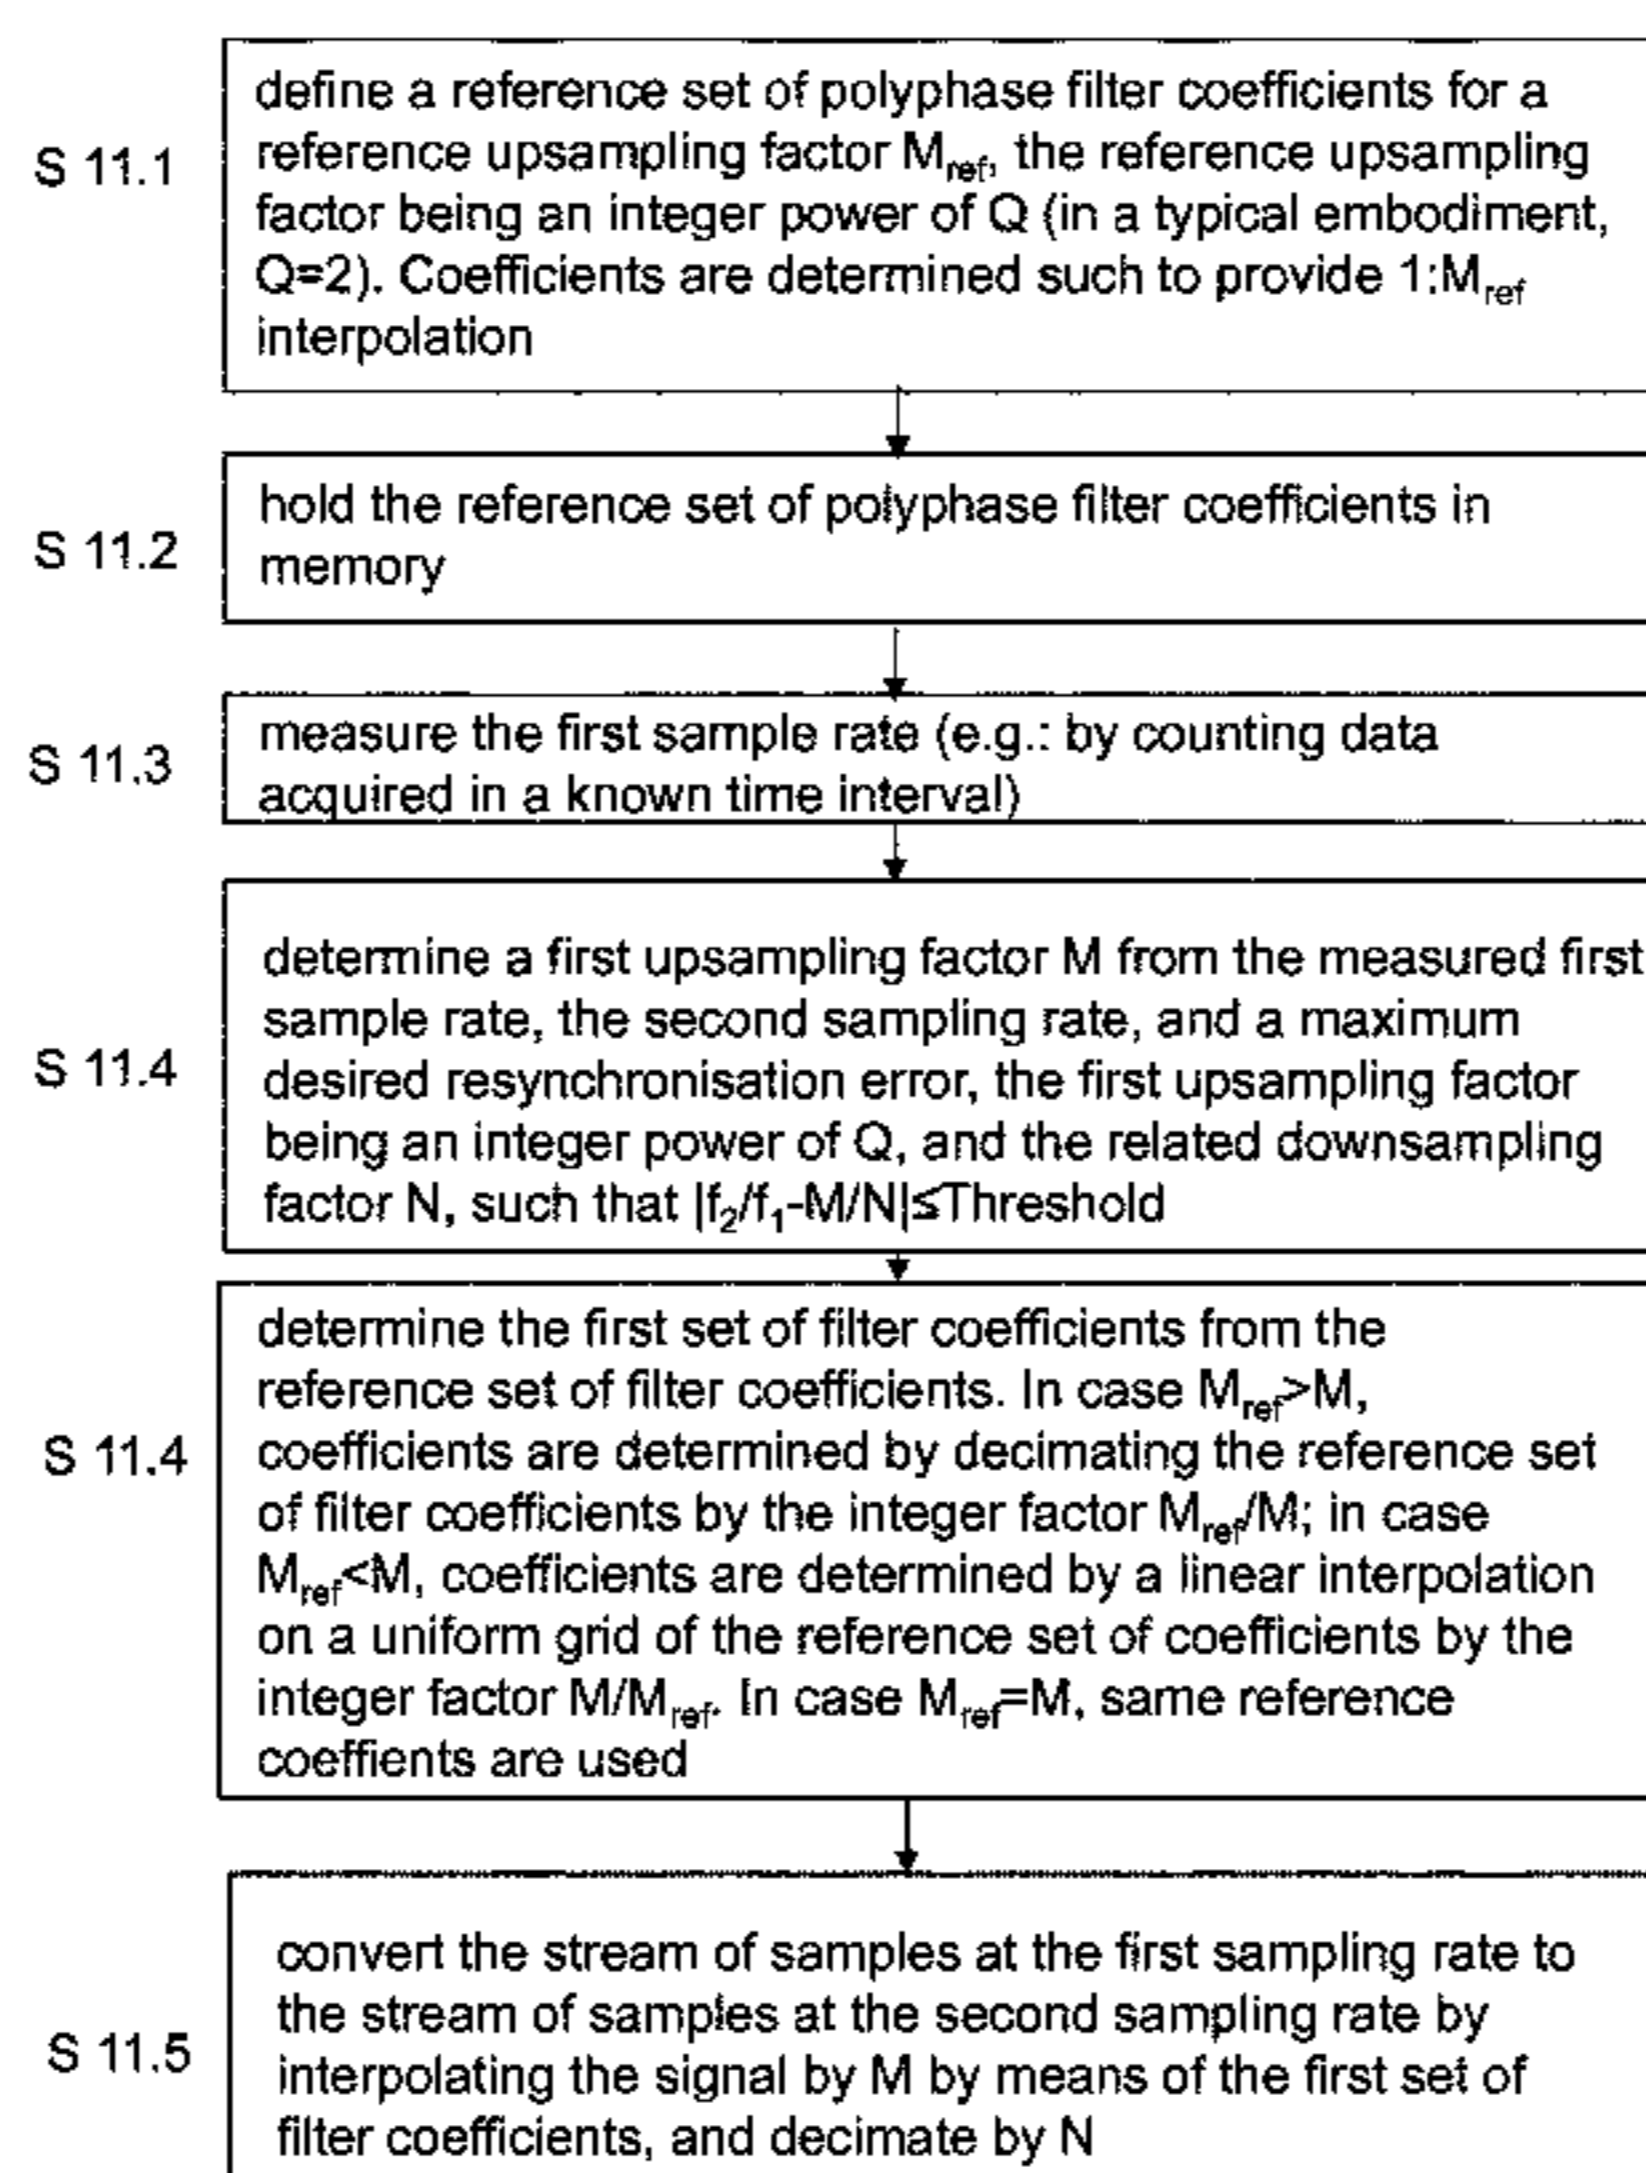 define a reference set of polyphase filter coefficients for a
S 11.1
reference upsampling factor Mref, the reference upsampling
factor being an integer power of Q (in a typical embodiment,
Q=2). Coefficients are determined such to provide 1:Mref
interpolation
hold the reference set of polyphase filter coefficients in
S 11.2
memory
measure the first sample rate (e.g.: by counting data
S 11.3
acquired in a known time interval)
determine a first upsampling factor M from the measured first
sample rate, the second sampling rate, and a maximum
S 11.4
desired resynchronisation error, the first upsampling factor
being an integer power of Q, and the related downsampling
factor N, such that |f2/f1-M/N|≤Threshold
determine the first set of filter coefficients from the
reference set of filter coefficients. In case Mref>M,
S 11.4
coefficients are determined by decimating the reference set
of filter coefficients by the integer factor Mref/M; in case
Mref<M, coefficients are determined by a linear interpolation
on a uniform grid of the reference set of coefficients by the
integer factor M/Mref. In case Mref=M, same reference
coeffients are used
convert the stream of samples at the first sampling rate to
the stream of samples at the second sampling rate by
S 11.5
interpolating the signal by M by means of the first set of
filter coefficients, and decimate by N